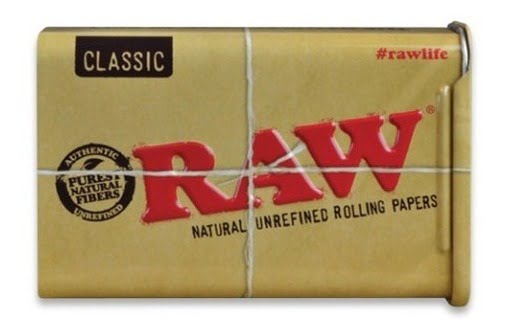 CLASSIC
#rawlife
AUTHENTIC
PUREST
NATURAL
FIBERS
UNREFINED
RAW®
NATURAL UNREFINED ROLLING PAPERS